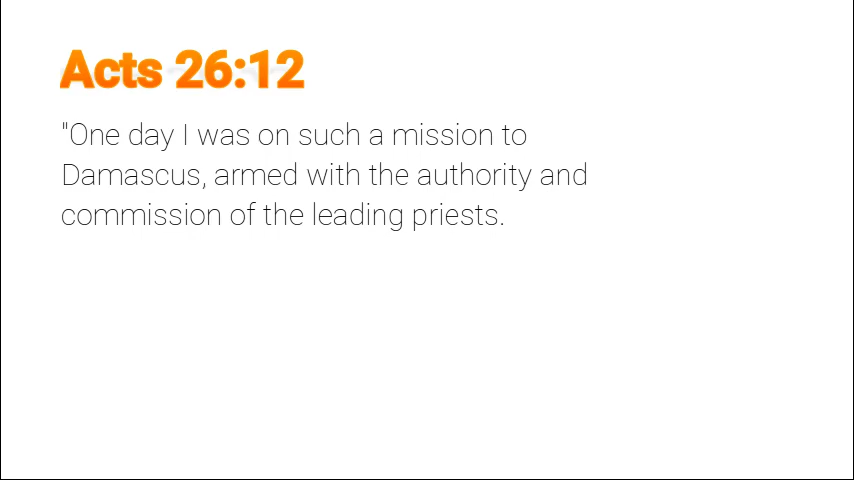 Acts 26:12
"One day I was on such a mission to
Damascus, armed with the authority and
commission of the leading priests.